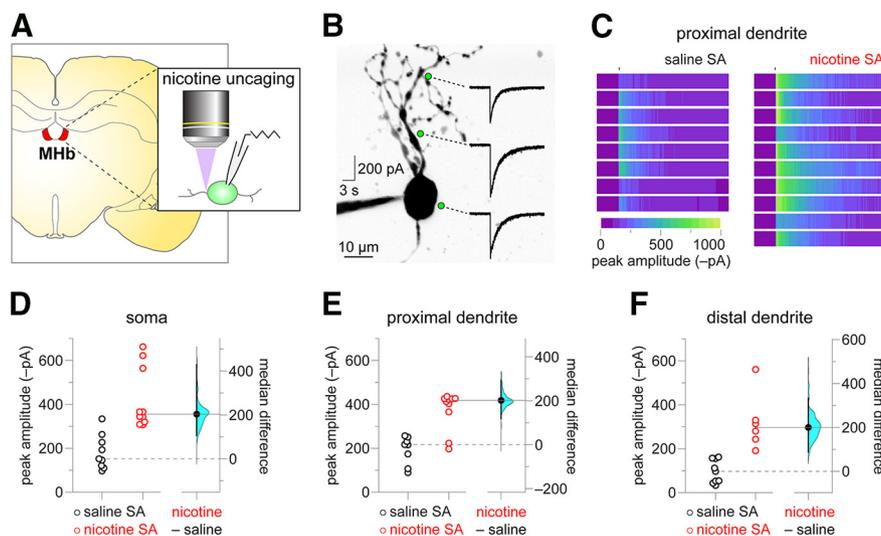 A
nicotine uncaging
MHb
B
200 pA
3 s
10 µm
C
proximal dendrite
saline SA
nicotine SA
0 500 1000
peak amplitude (–pA)
D
soma
peak amplitude (–pA)
600
400
200
0
400
200
0
median difference
saline SA
nicotine SA
nicotine
– saline
E
proximal dendrite
peak amplitude (–pA)
600
400
200
0
400
200
0
–200
median difference
saline SA
nicotine SA
nicotine
– saline
F
distal dendrite
peak amplitude (–pA)
600
400
200
0
600
400
200
0
median difference
saline SA
nicotine SA
nicotine
– saline